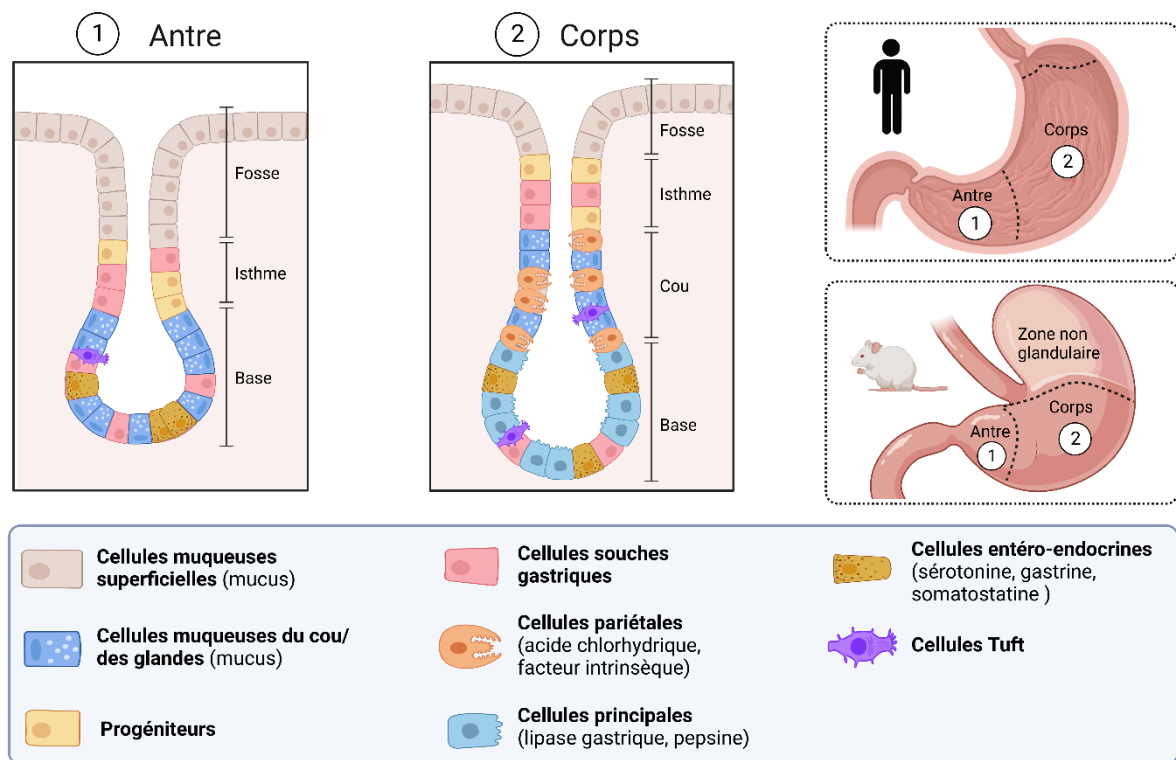 1 Antre
Fosse
Isthme
Base
2 Corps
Fosse
Isthme
Cou
Base
Corps
2
Antre
1
Zone non
glandulaire
Corps
2
Antre
1
Cellules muqueuses
superficielles (mucus)
Cellules muqueuses du cou/
des glandes (mucus)
Progéniteurs
Cellules souches
gastriques
Cellules pariétales
(acide chlorhydrique,
facteur intrinsèque)
Cellules principales
(lipase gastrique, pepsine)
Cellules entéro-endocrines
(sérotonine, gastrine,
somatostatine )
Cellules Tuft